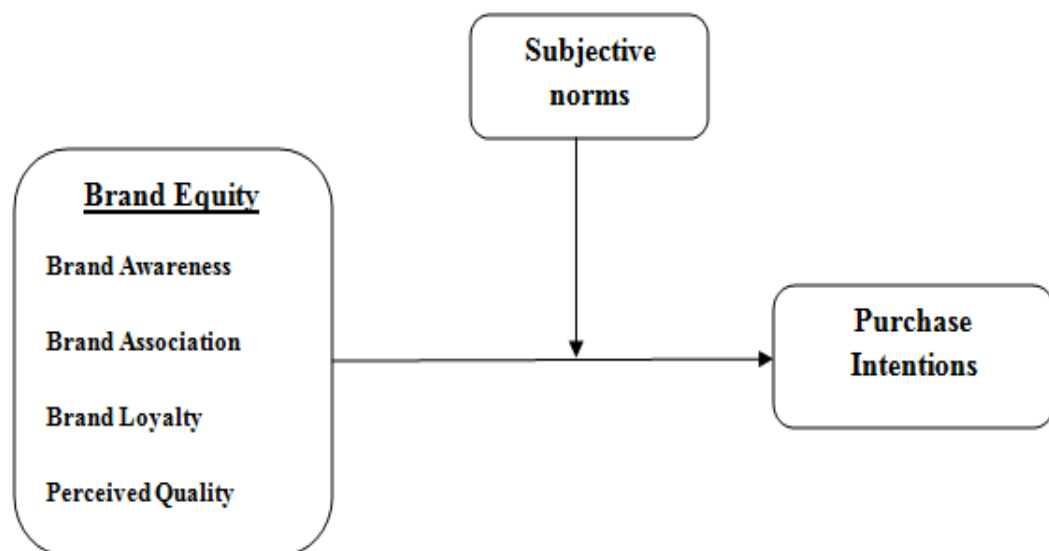 Subjective
norms
Brand Equity
Brand Awareness
Brand Association
Brand Loyalty
Perceived Quality
Purchase
Intentions